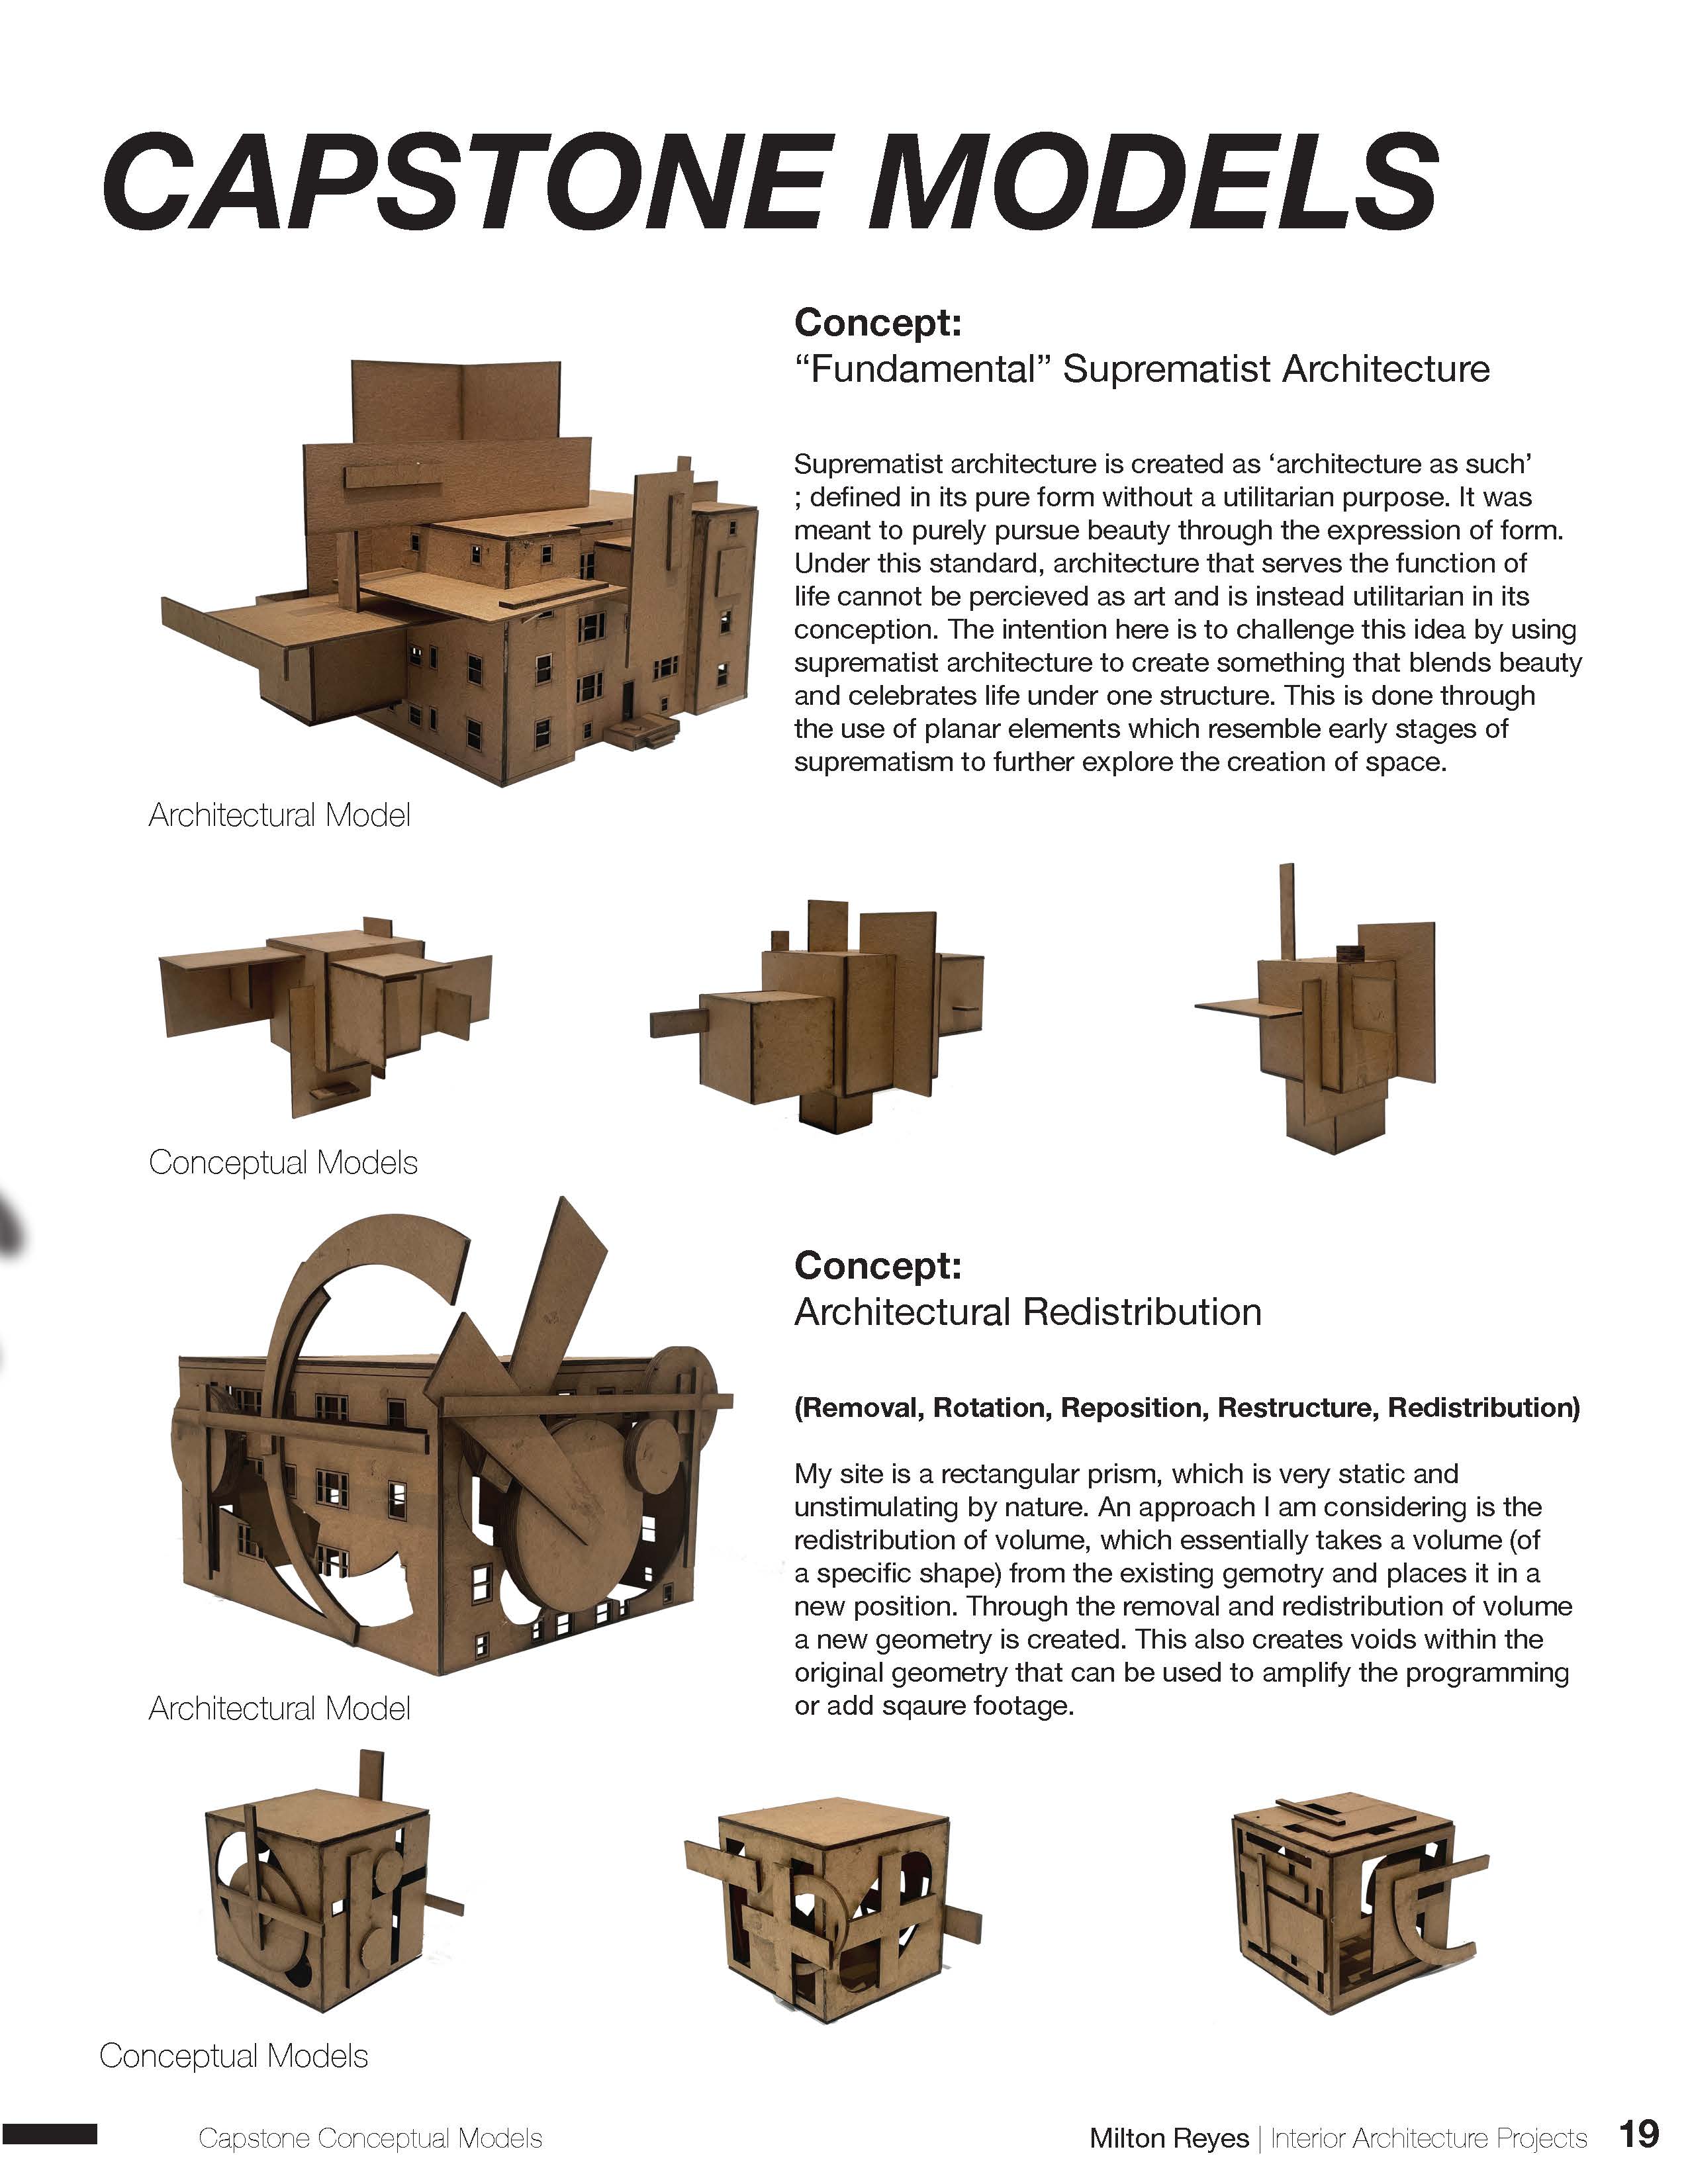 CAPSTONE MODELS
Concept:
“Fundamental” Suprematist Architecture
Suprematist architecture is created as ‘architecture as such’
; defined in its pure form without a utilitarian purpose. It was
meant to purely pursue beauty through the expression of form.
Under this standard, architecture that serves the function of
life cannot be percieved as art and is instead utilitarian in its
conception. The intention here is to challenge this idea by using
suprematist architecture to create something that blends beauty
and celebrates life under one structure. This is done through
the use of planar elements which resemble early stages of
suprematism to further explore the creation of space.
Architectural Model
Conceptual Models
Concept:
Architectural Redistribution
(Removal, Rotation, Reposition, Restructure, Redistribution)
My site is a rectangular prism, which is very static and
unstimulating by nature. An approach I am considering is the
redistribution of volume, which essentially takes a volume (of
a specific shape) from the existing gemotry and places it in a
new position. Through the removal and redistribution of volume
a new geometry is created. This also creates voids within the
original geometry that can be used to amplify the programming
or add sqaure footage.
Architectural Model
Conceptual Models
Capstone Conceptual Models
Milton Reyes | Interior Architecture Projects 19